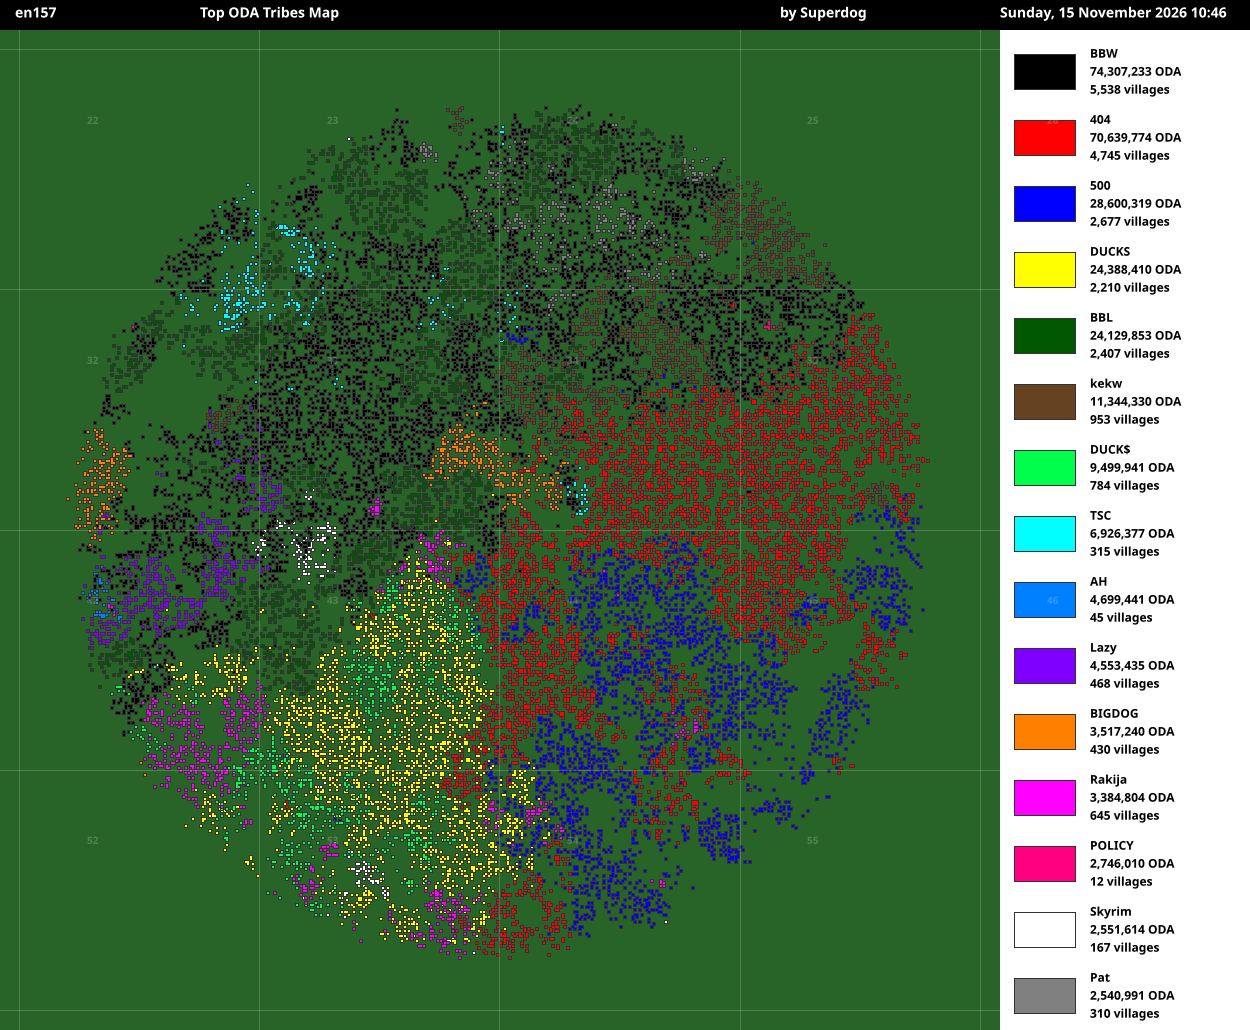 en157 Top ODA Tribes Map by Superdog Sunday, 15 November 2026 10:46
BBW
74,307,233 ODA
5,538 villages
404
70,639,774 ODA
4,745 villages
500
28,600,319 ODA
2,677 villages
DUCKS
24,388,410 ODA
2,210 villages
BBL
24,129,853 ODA
2,407 villages
kekw
11,344,330 ODA
953 villages
DUCK$
9,499,941 ODA
784 villages
TSC
6,926,377 ODA
315 villages
AH
4,699,441 ODA
45 villages
Lazy
4,553,435 ODA
468 villages
BIGDOG
3,517,240 ODA
430 villages
Rakija
3,384,804 ODA
645 villages
POLICY
2,746,010 ODA
12 villages
Skyrim
2,551,614 ODA
167 villages
Pat
2,540,991 ODA
310 villages
22 23 25
32
43 46
52 53 55